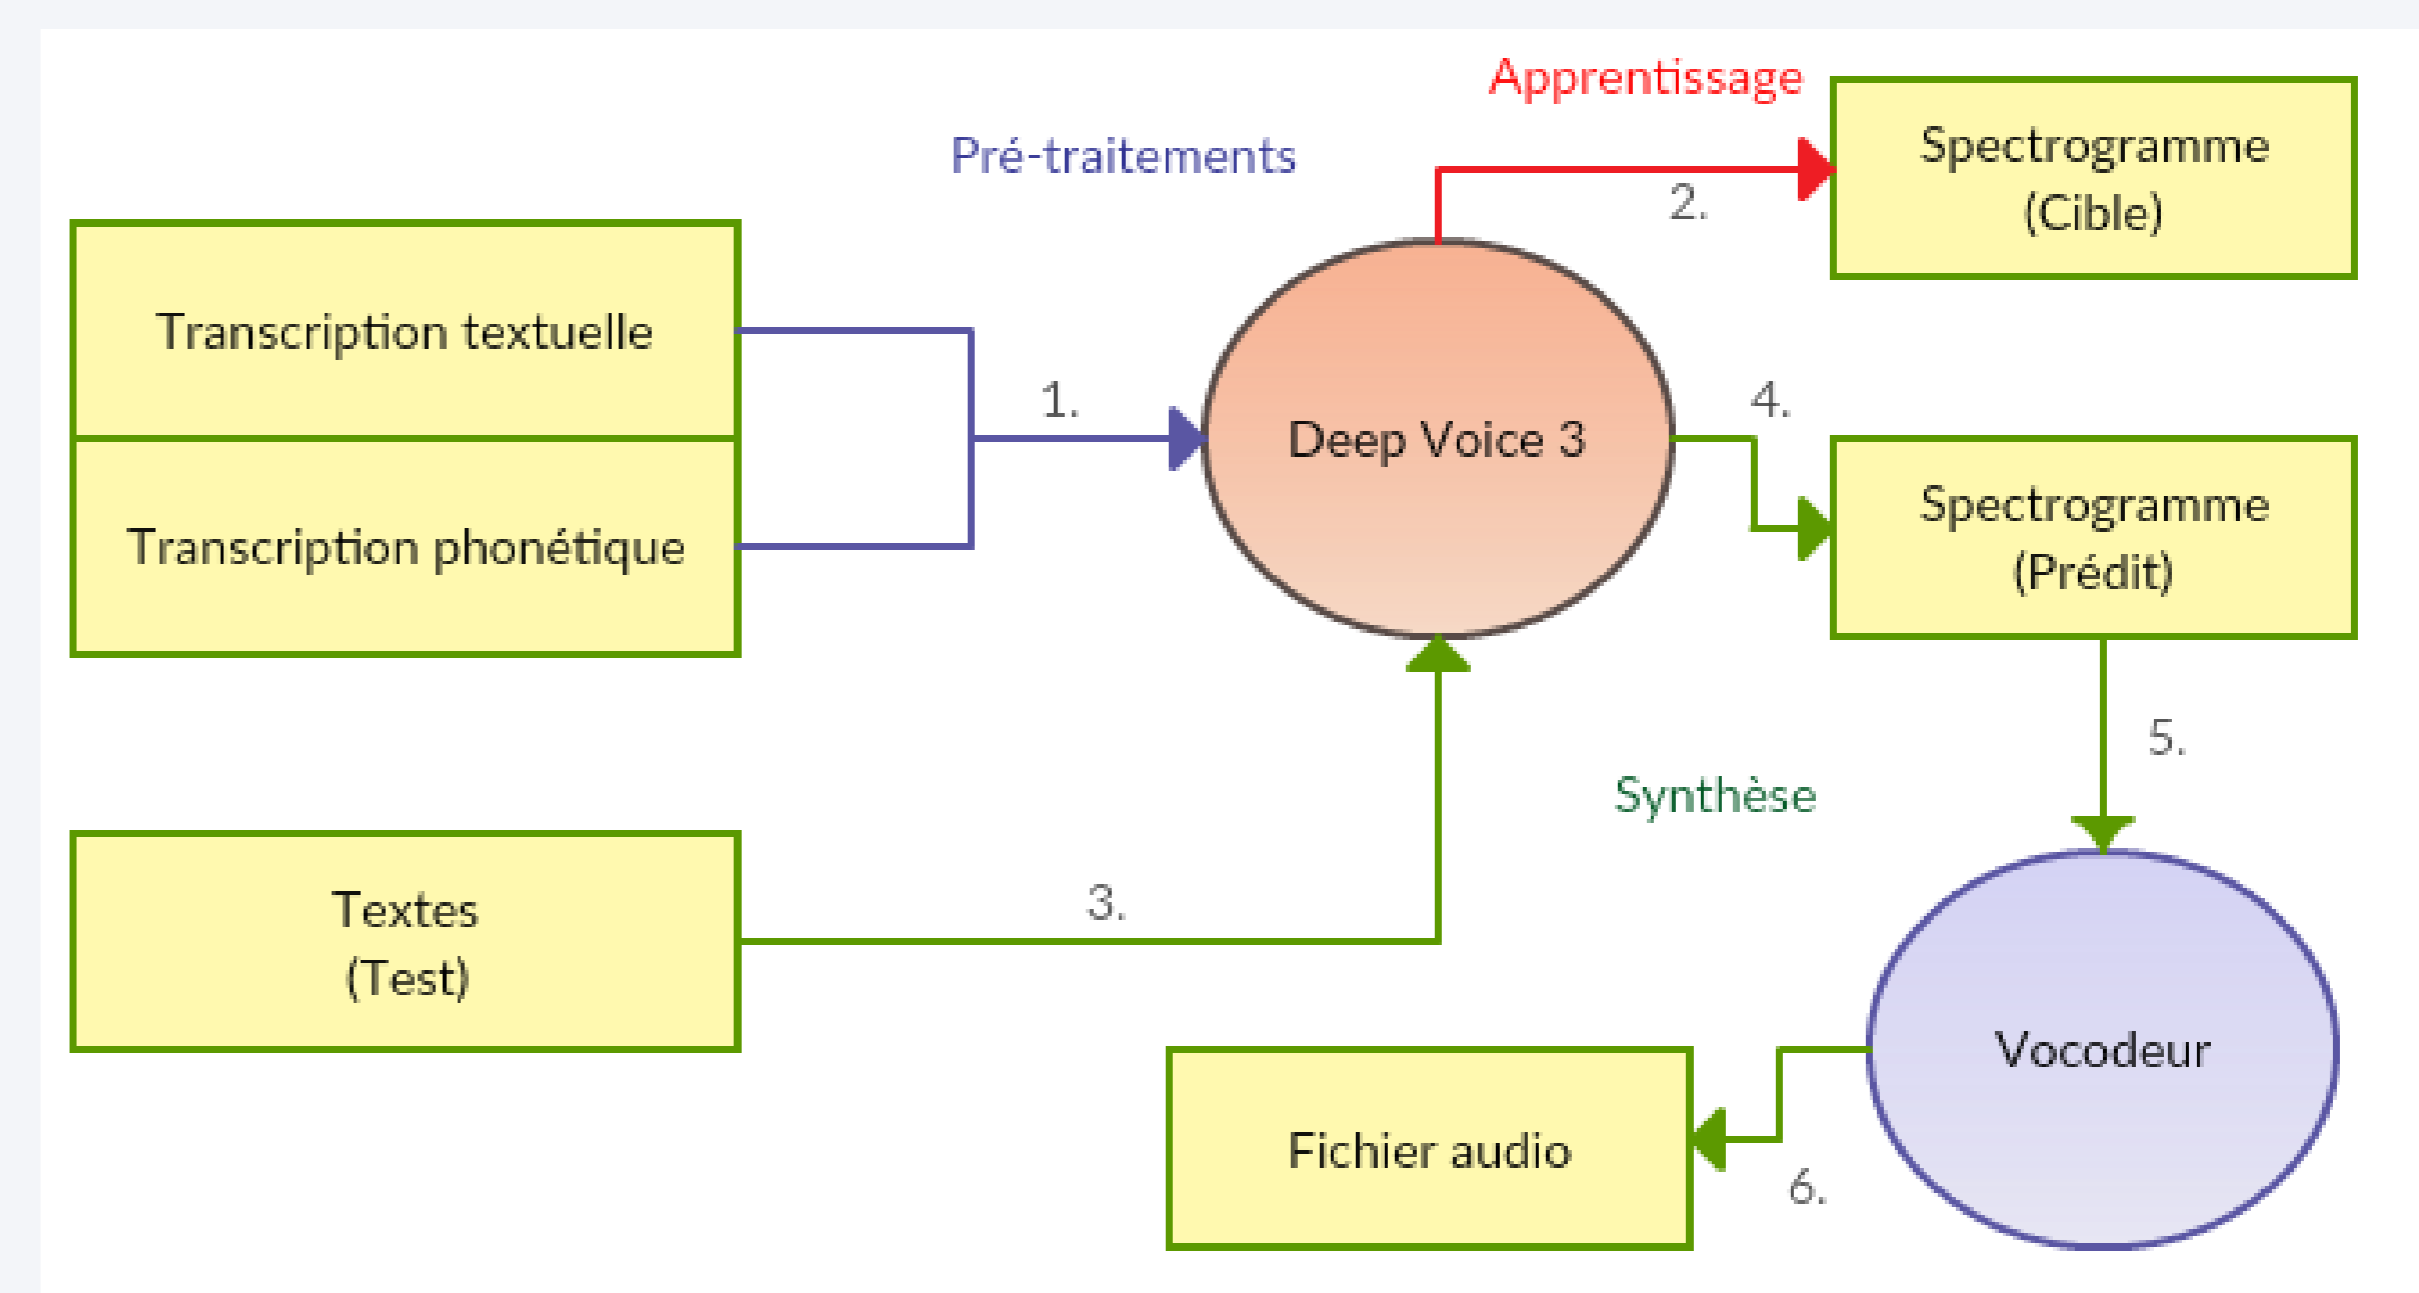 Apprentissage
Pré-traitements
Spectrogramme
(Cible)
2.
Transcription textuelle
1.
4.
Deep Voice 3
Spectrogramme
(Prédit)
Transcription phonétique
5.
Synthèse
Textes
(Test)
3.
Vocodeur
Fichier audio
6.